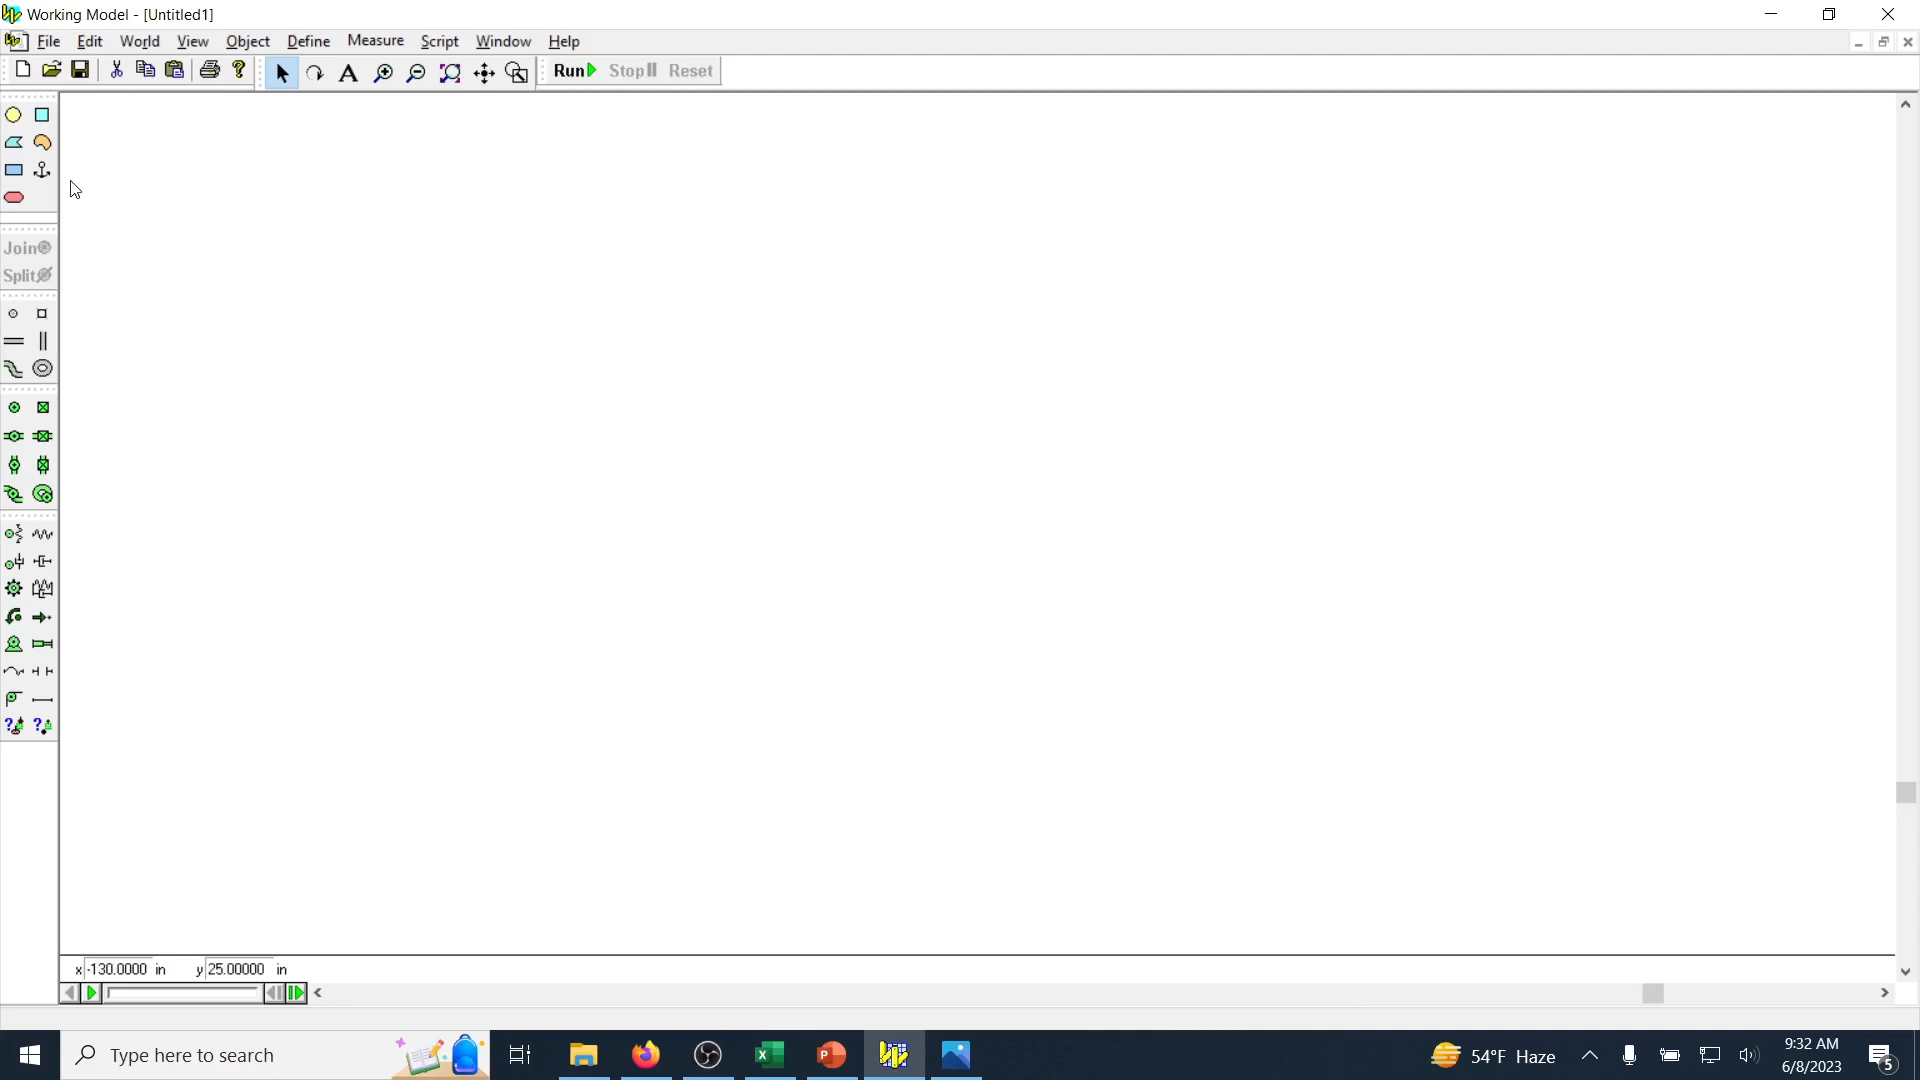 Working Model - [Untitled1]
File Edit World View Object Define Measure Script Window Help
A Run Stop Reset
Join
Split
x -130.0000 in y 25.00000 in
Type here to search
54°F Haze
9:32 AM
6/8/2023
5